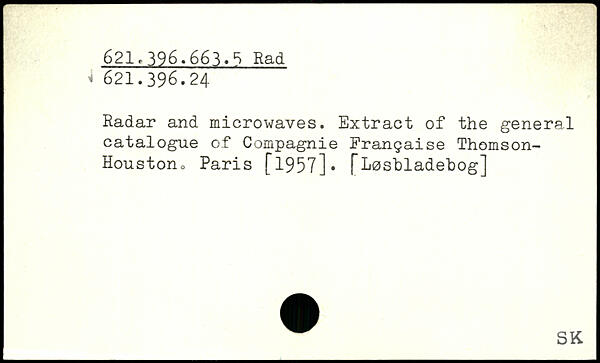 621.396.663.5 Rad
621.396.24
Radar and microwaves. Extract of the general
catalogue of Compagnie Française Thomson-
Houston. Paris [1957]. [Løsbladebog]
SK